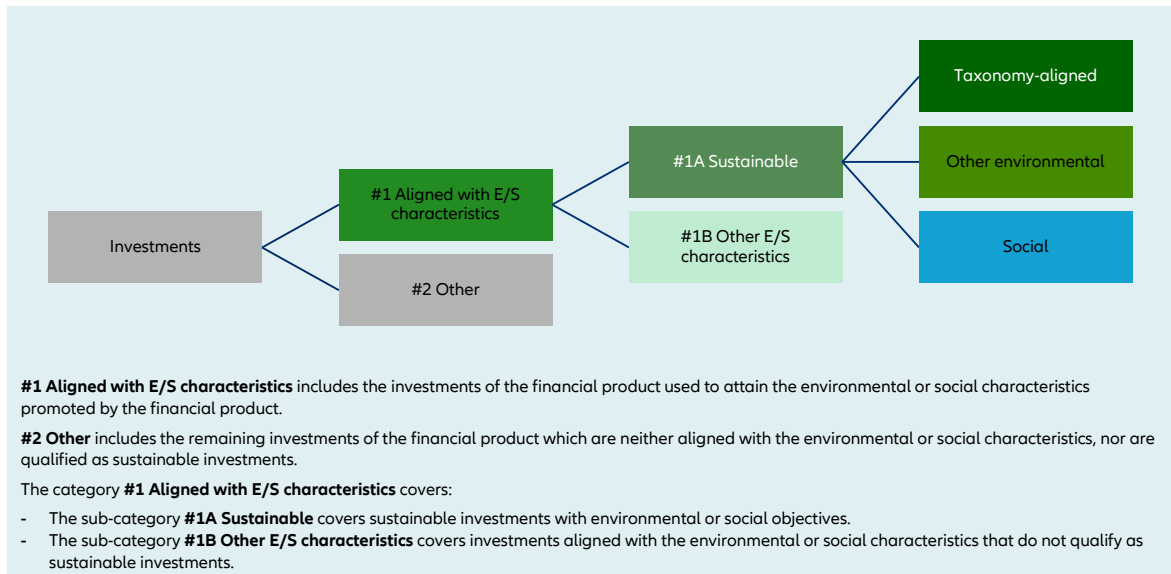 Taxonomy-aligned
#1A Sustainable
Other environmental
#1 Aligned with E/S
characteristics
#1B Other E/S
characteristics
Investments
Social
#2 Other
#1 Aligned with E/S characteristics includes the investments of the financial product used to attain the environmental or social characteristics
promoted by the financial product.
#2 Other includes the remaining investments of the financial product which are neither aligned with the environmental or social characteristics, nor are
qualified as sustainable investments.
The category #1 Aligned with E/S characteristics covers:
- The sub-category #1A Sustainable covers sustainable investments with environmental or social objectives.
- The sub-category #1B Other E/S characteristics covers investments aligned with the environmental or social characteristics that do not qualify as
sustainable investments.